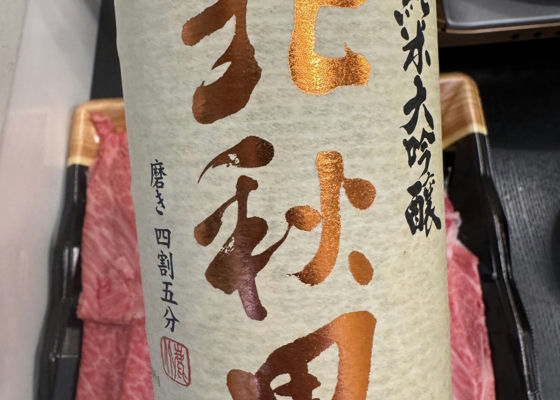 純米大吟醸
北秋田
磨き 四割五分